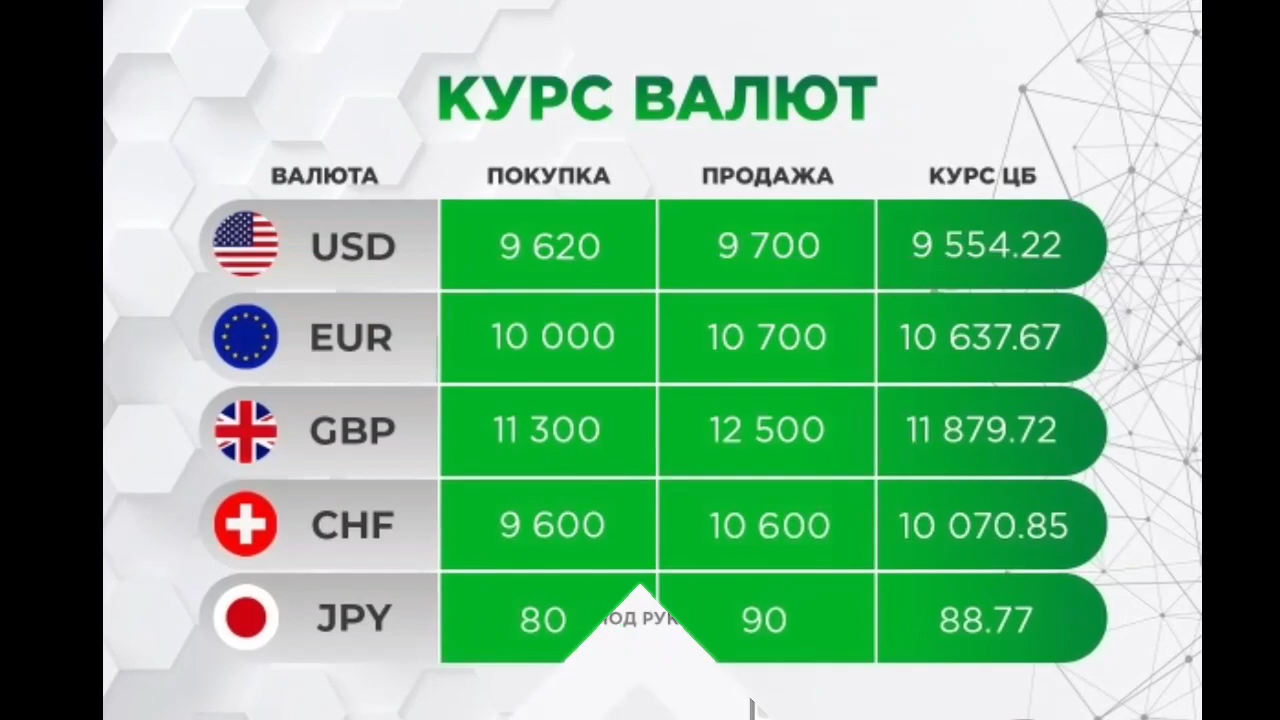 КУРС ВАЛЮТ
ВАЛЮТА ПОКУПКА ПРОДАЖА КУРС ЦБ
USD 9 620 9 700 9 554.22
EUR 10 000 10 700 10 637.67
GBP 11 300 12 500 11 879.72
CHF 9 600 10 600 10 070.85
JPY 80 90 88.77